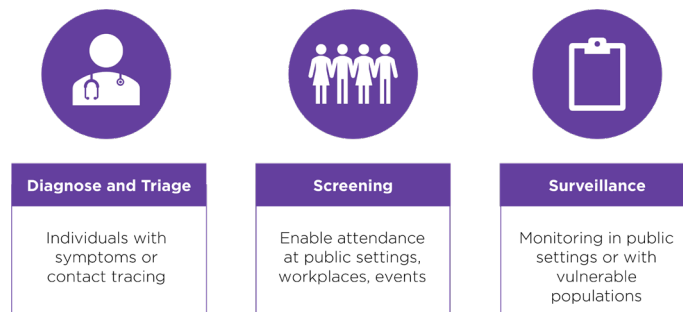 Diagnose and Triage
Individuals with
symptoms or
contact tracing
Screening
Enable attendance
at public settings,
workplaces, events
Surveillance
Monitoring in public
settings or with
vulnerable
populations